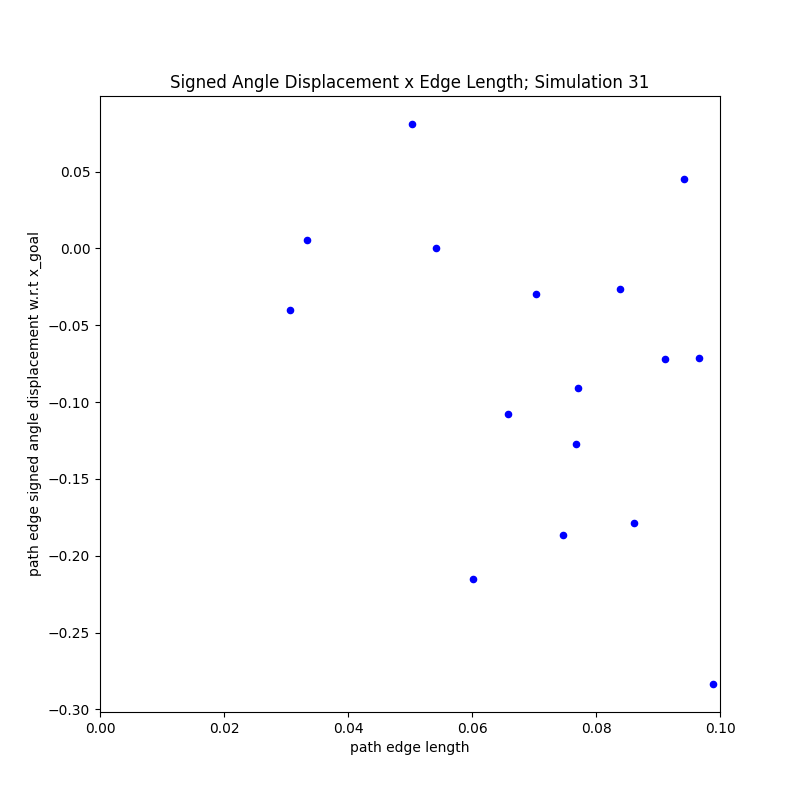 Signed Angle Displacement x Edge Length; Simulation 31
path edge signed angle displacement w.r.t x_goal
0.05
0.00
−0.05
−0.10
−0.15
−0.20
−0.25
−0.30
0.00 0.02 0.04 0.06 0.08 0.10
path edge length